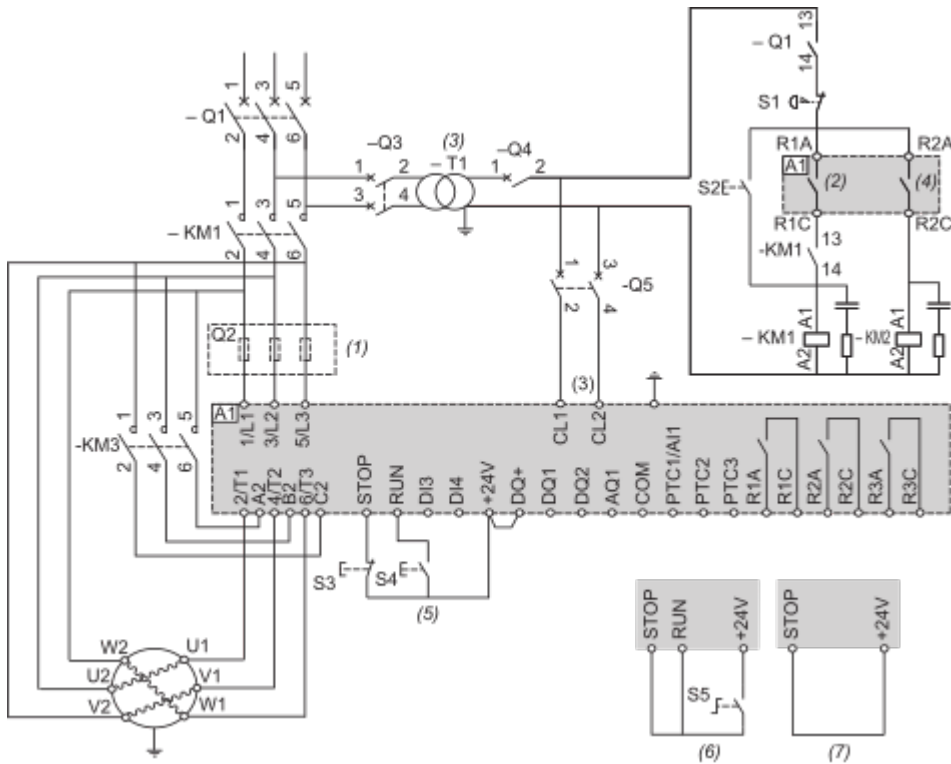 13
– Q1
14
S1
1 3 5
– Q1
2 4 6
–Q3
(3)
– T1
–Q4
1 2 1 2
3 4
R1A R2A
A1
S2
(2) (4)
R1C R2C
1 3 5
– KM1
2 4 6
1 3
-Q5
2 4
-KM1
13
14
A1 A1
– KM1 – KM2
A2 A2
Q2
(1)
(3)
A1
1/L1 3/L2 5/L3 CL1 CL2
1 3 5
-KM3
2 4 6
2/T1 A2 4/T2 B2 6/T3 C2 STOP RUN DI3 DI4 +24V DQ+ DQ1 DQ2 AQ1 COM PTC1/AI1 PTC2 PTC3 R1A R1C R2A R2C R3A R3C
S3 S4
(5)
W2 U1
U2 V1
V2 W1
STOP RUN +24V
S5
(6)
STOP +24V
(7)